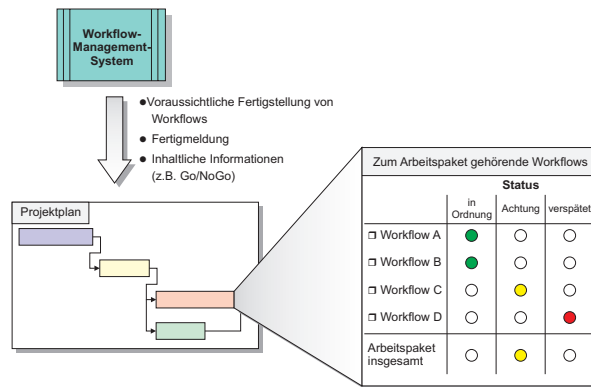 Workflow-
Management-
System
●Voraussichtliche Fertigstellung von
Workflows
● Fertigmeldung
● Inhaltliche Informationen
(z.B. Go/NoGo)
Projektplan
Zum Arbeitspaket gehörende Workflows
Status
in
Ordnung
Achtung
verspätet
❒ Workflow A
❒ Workflow B
❒ Workflow C
❒ Workflow D
Arbeitspaket
insgesamt